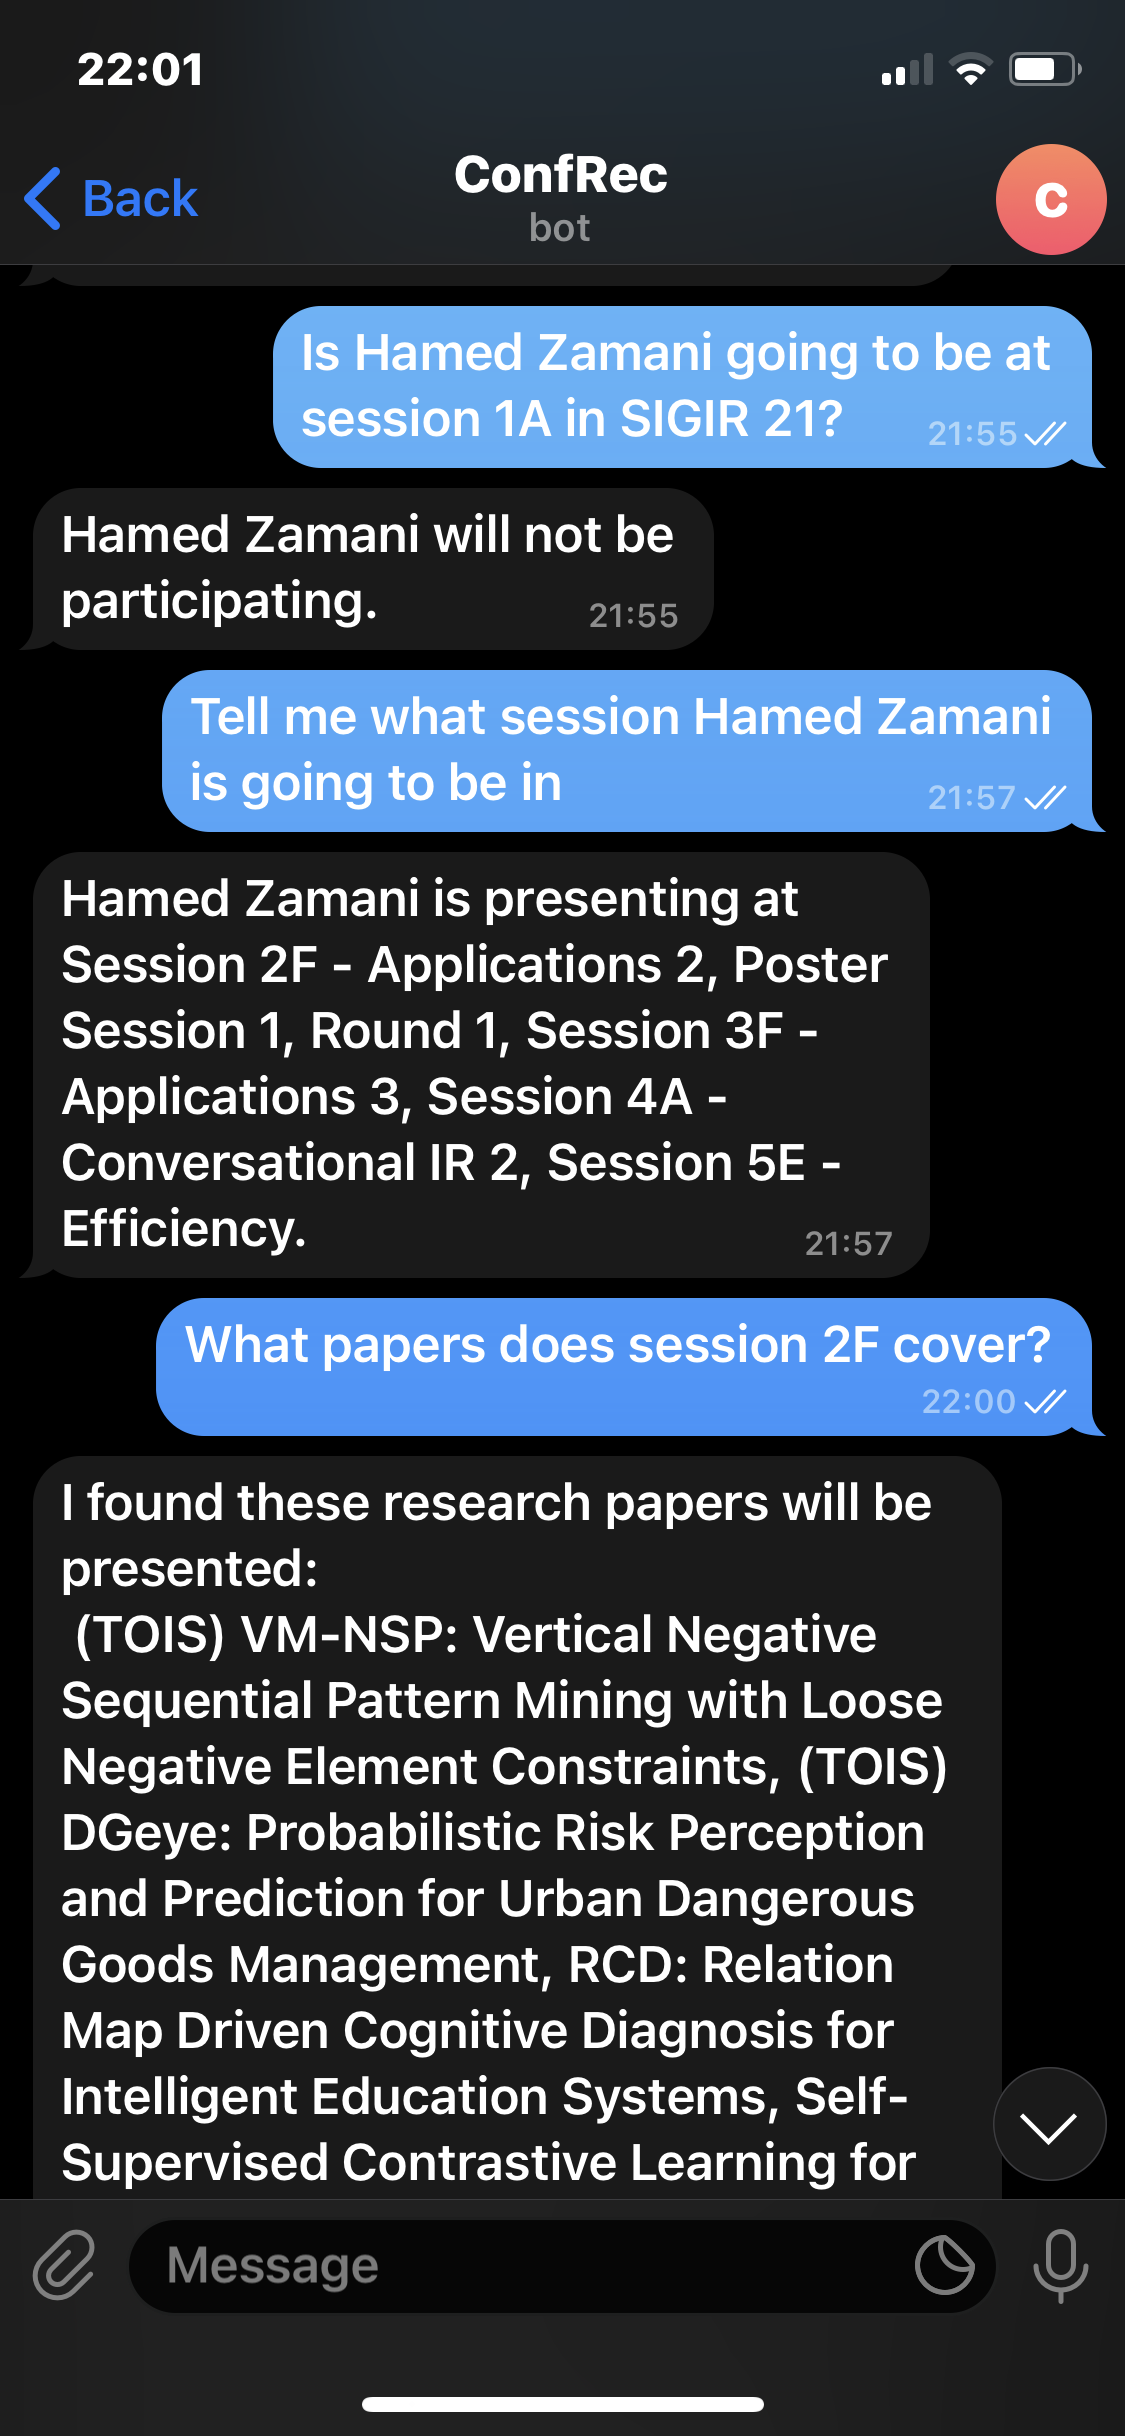 22:01
Back
ConfRec
bot
C
Is Hamed Zamani going to be at
session 1A in SIGIR 21?
21:55
Hamed Zamani will not be
participating.
21:55
Tell me what session Hamed Zamani
is going to be in
21:57
Hamed Zamani is presenting at
Session 2F - Applications 2, Poster
Session 1, Round 1, Session 3F -
Applications 3, Session 4A -
Conversational IR 2, Session 5E -
Efficiency.
21:57
What papers does session 2F cover?
22:00
I found these research papers will be
presented:
(TOIS) VM-NSP: Vertical Negative
Sequential Pattern Mining with Loose
Negative Element Constraints, (TOIS)
DGeye: Probabilistic Risk Perception
and Prediction for Urban Dangerous
Goods Management, RCD: Relation
Map Driven Cognitive Diagnosis for
Intelligent Education Systems, Self-
Supervised Contrastive Learning for
Message